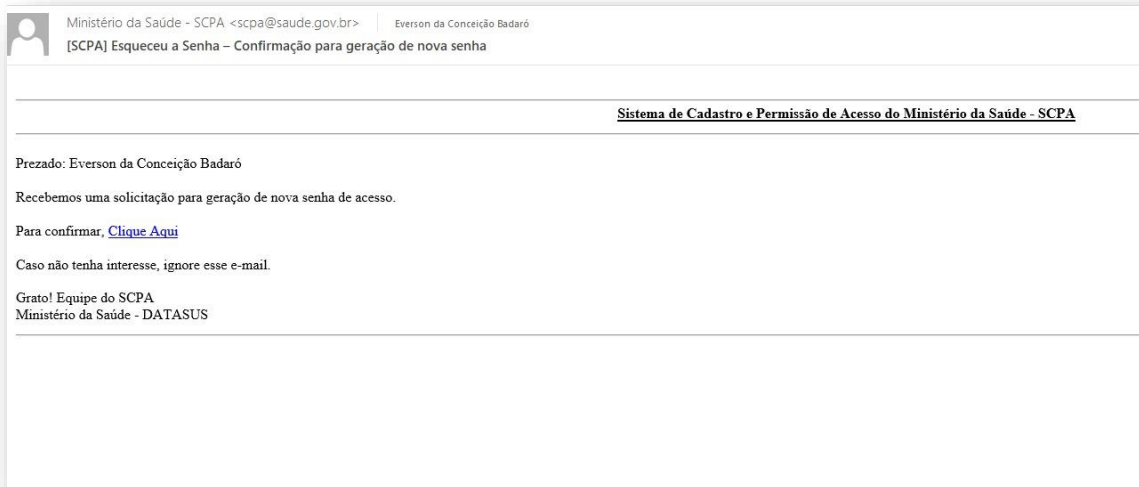 Ministério da Saúde - SCPA <scpa@saude.gov.br> Everson da Conceição Badaró
[SCPA] Esqueceu a Senha – Confirmação para geração de nova senha
Sistema de Cadastro e Permissão de Acesso do Ministério da Saúde - SCPA
Prezado: Everson da Conceição Badaró
Recebemos uma solicitação para geração de nova senha de acesso.
Para confirmar, Clique Aqui
Caso não tenha interesse, ignore esse e-mail.
Grato! Equipe do SCPA
Ministério da Saúde - DATASUS